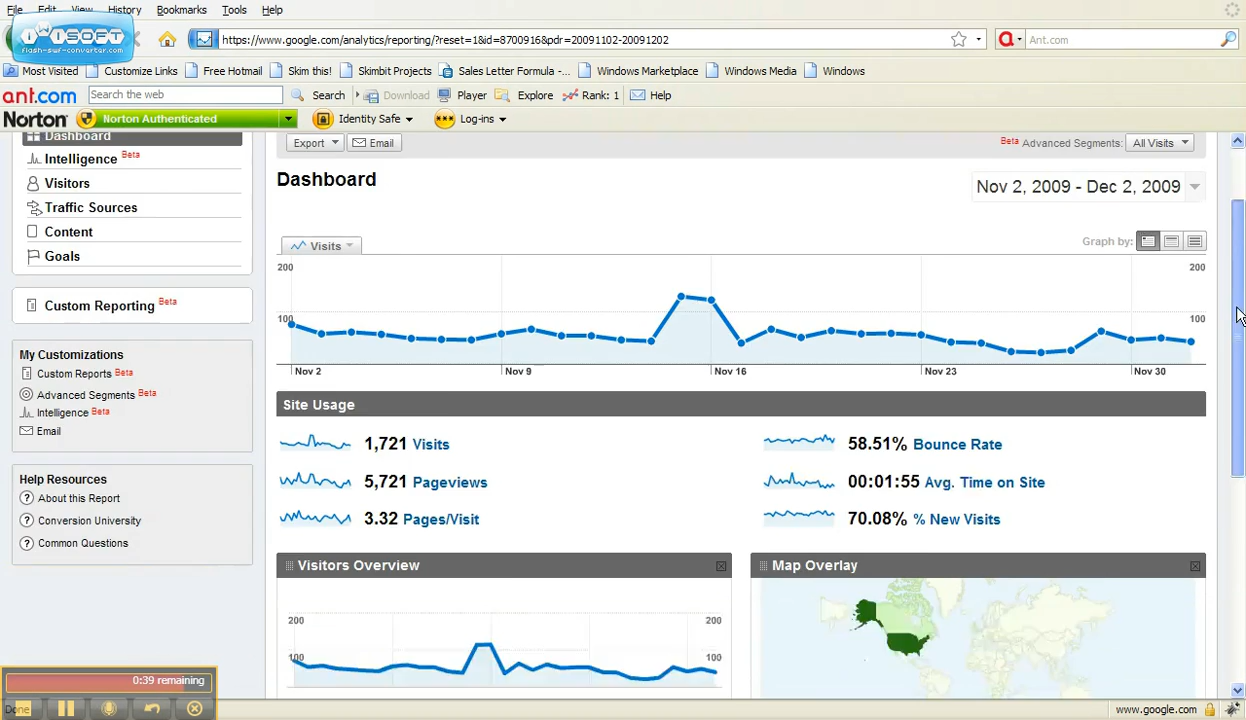 File Edit View History Bookmarks Tools Help
iWiSOFT
flash-swf-converter.com
https://www.google.com/analytics/reporting/?reset=1&id=8700916&pdr=20091102-20091202
Ant.com
Most Visited Customize Links Free Hotmail Skim this! Skimbit Projects Sales Letter Formula -... Windows Marketplace Windows Media Windows
ant.com Search the web Search Download Player Explore Rank: 1 Help
Norton Norton Authenticated Identity Safe Log-ins
Dashboard
Intelligence Beta
Visitors
Traffic Sources
Content
Goals
Custom Reporting Beta
My Customizations
Custom Reports Beta
Advanced Segments Beta
Intelligence Beta
Email
Help Resources
About this Report
Conversion University
Common Questions
Export Email
Beta Advanced Segments: All Visits
Dashboard
Nov 2, 2009 - Dec 2, 2009
Visits
Graph by:
200 200
100 100
Nov 2 Nov 9 Nov 16 Nov 23 Nov 30
Site Usage
1,721 Visits
58.51% Bounce Rate
5,721 Pageviews
00:01:55 Avg. Time on Site
3.32 Pages/Visit
70.08% % New Visits
Visitors Overview
Map Overlay
200 200
100 100
0:39 remaining
Done
www.google.com